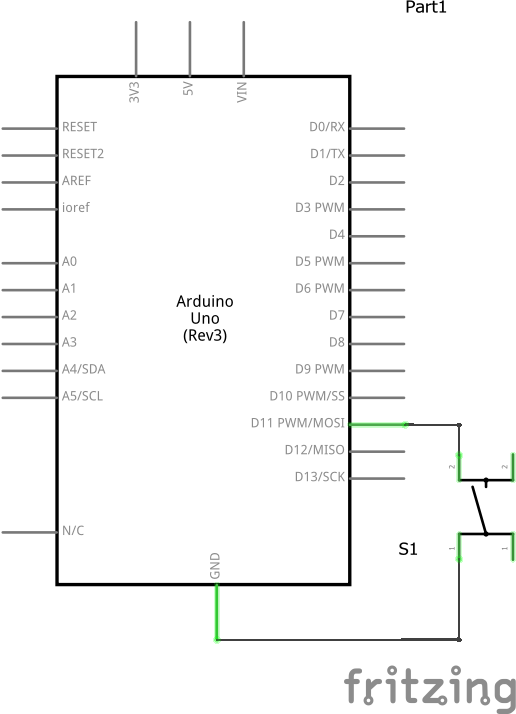 Part1
3V3
5V
VIN
RESET
RESET2
AREF
ioref
A0
A1
A2
A3
A4/SDA
A5/SCL
N/C
Arduino
Uno
(Rev3)
D0/RX
D1/TX
D2
D3 PWM
D4
D5 PWM
D6 PWM
D7
D8
D9 PWM
D10 PWM/SS
D11 PWM/MOSI
D12/MISO
D13/SCK
GND
2
2
S1
1
1
fritzing